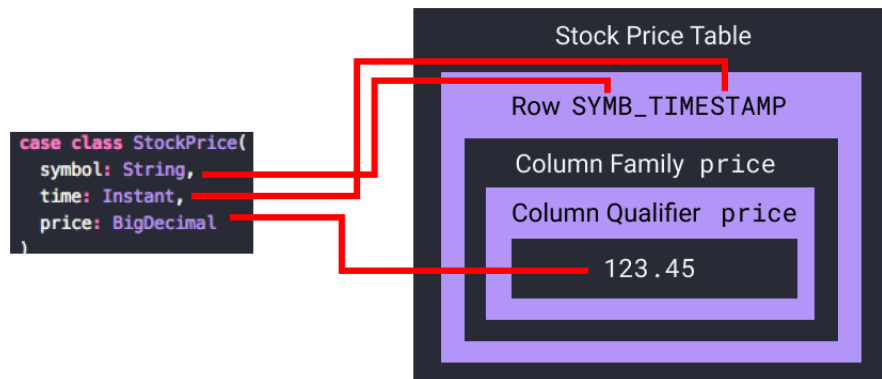 case class StockPrice(
symbol: String,
time: Instant,
price: BigDecimal
)
Stock Price Table
Row SYMB_TIMESTAMP
Column Family price
Column Qualifier price
123.45